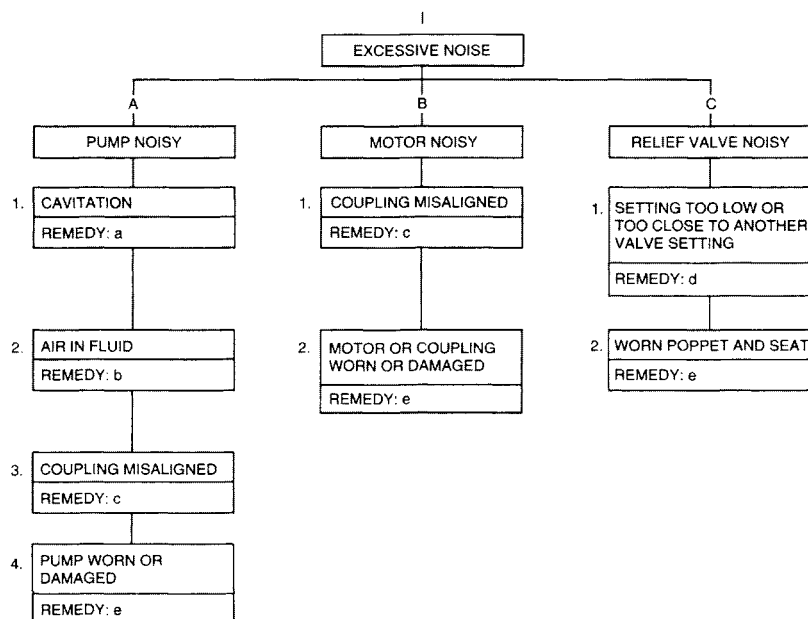 I
EXCESSIVE NOISE
A
B
C
PUMP NOISY
MOTOR NOISY
RELIEF VALVE NOISY
1. CAVITATION
REMEDY: a
2. AIR IN FLUID
REMEDY: b
3. COUPLING MISALIGNED
REMEDY: c
4. PUMP WORN OR
DAMAGED
REMEDY: e
1. COUPLING MISALIGNED
REMEDY: c
2. MOTOR OR COUPLING
WORN OR DAMAGED
REMEDY: e
1. SETTING TOO LOW OR
TOO CLOSE TO ANOTHER
VALVE SETTING
REMEDY: d
2. WORN POPPET AND SEAT
REMEDY: e